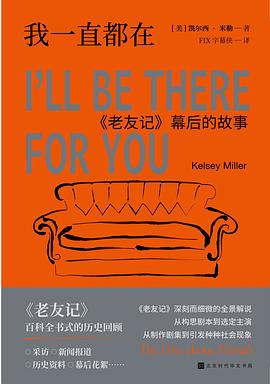 我一直都在
[美]凯尔西·米勒—著
FIX字幕侠—译
I'LL BE THERE
《老友记》幕后的故事
FOR YOU
Kelsey Miller
《老友记》
百科全书式的历史回顾
○采访○新闻报道
○历史资料○幕后花絮……
《老友记》深刻而细微的全景解说
从构思剧本到选定主演
从制作剧集到引发种种社会现象
The One about Friends
北京时代华文书局